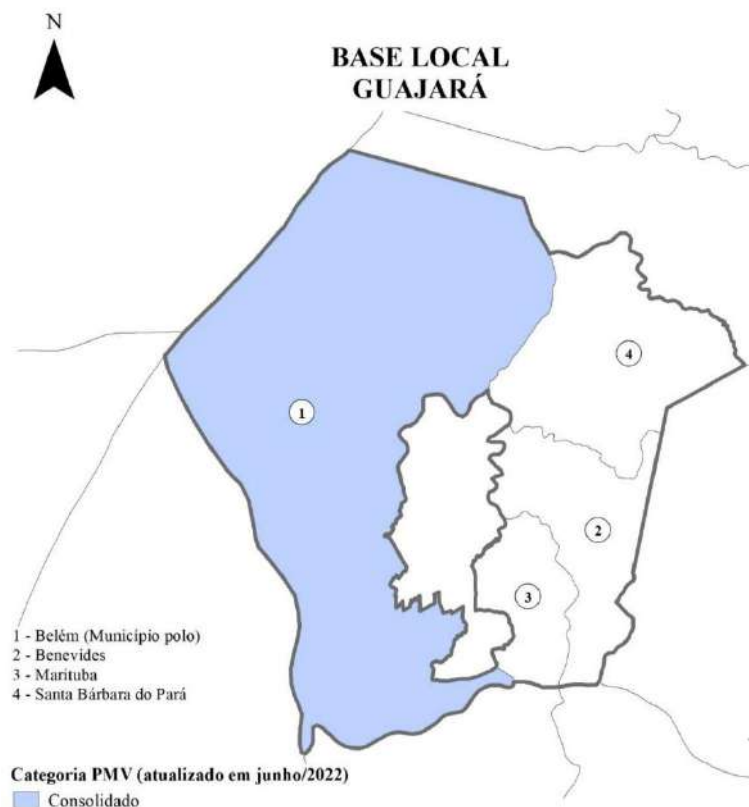 N
BASE LOCAL
GUAJARÁ
4
1
2
3
1 - Belém (Município polo)
2 - Benevides
3 - Marituba
4 - Santa Bárbara do Pará
Categoria PMV (atualizado em junho/2022)
Consolidado